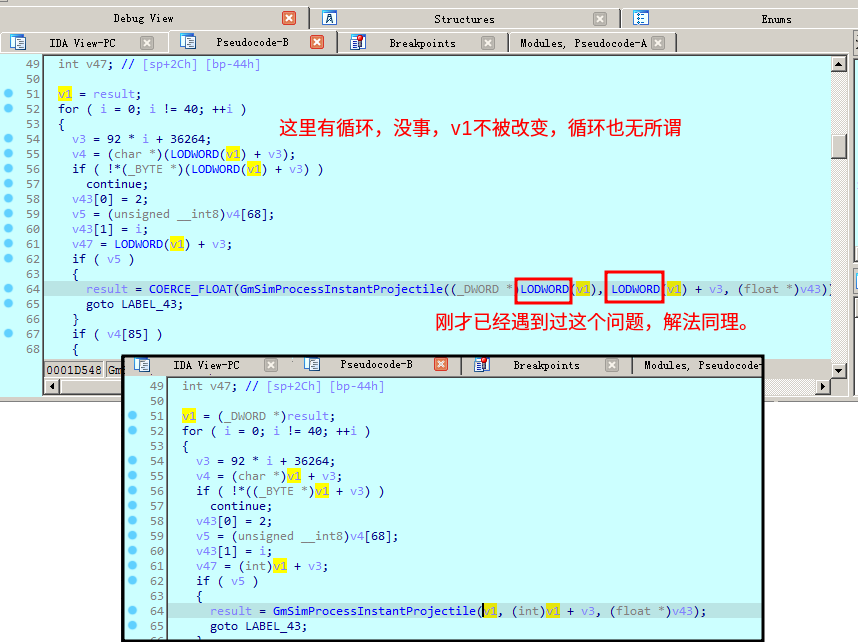 Debug View
Structures
Enums
IDA View-PC
Pseudocode-B
Breakpoints
Modules, Pseudocode-A
49 int v47; // [sp+2Ch] [bp-44h]
50
51 v1 = result;
52 for ( i = 0; i != 40; ++i )
53 {
这里有循环，没事，v1不被改变，循环也无所谓
54 v3 = 92 * i + 36264;
55 v4 = (char *)(LODWORD(v1) + v3);
56 if ( !*(_BYTE *)(LODWORD(v1) + v3) )
57 continue;
58 v43[0] = 2;
59 v5 = (unsigned __int8)v4[68];
60 v43[1] = i;
61 v47 = LODWORD(v1) + v3;
62 if ( v5 )
63 {
64 result = COERCE_FLOAT(GmSimProcessInstantProjectile((_DWORD *)LODWORD(v1), LODWORD(v1) + v3, (float *)v43))
65 goto LABEL_43;
66 }
刚才已经遇到过这个问题，解法同理。
67 if ( v4[85] )
68 {
0001D548 Gm
IDA View-PC
Pseudocode-B
Breakpoints
Modules, Pseudocode-
49 int v47; // [sp+2Ch] [bp-44h]
50
51 v1 = (_DWORD *)result;
52 for ( i = 0; i != 40; ++i )
53 {
54 v3 = 92 * i + 36264;
55 v4 = (char *)v1 + v3;
56 if ( !*((_BYTE *)v1 + v3) )
57 continue;
58 v43[0] = 2;
59 v5 = (unsigned __int8)v4[68];
60 v43[1] = i;
61 v47 = (int)v1 + v3;
62 if ( v5 )
63 {
64 result = GmSimProcessInstantProjectile(v1, (int)v1 + v3, (float *)v43);
65 goto LABEL_43;